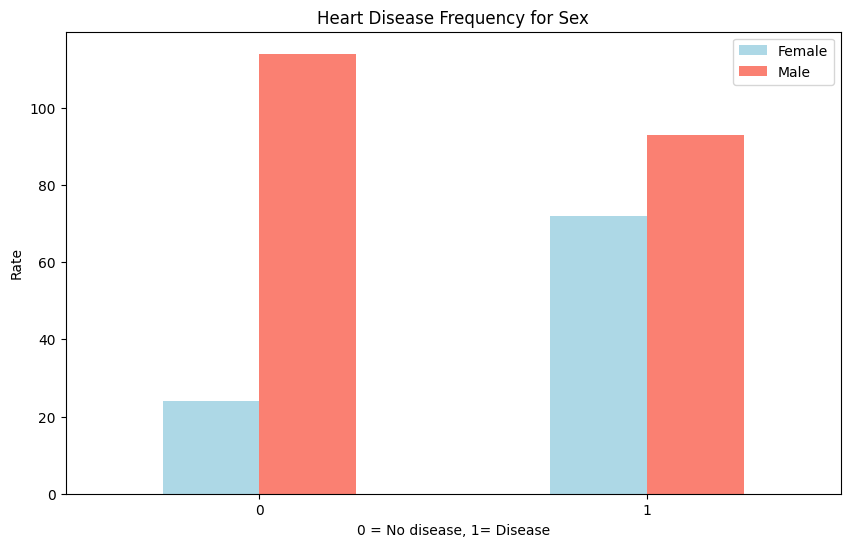 Heart Disease Frequency for Sex
Female
Male
Rate
100
80
60
40
20
0
0 1
0 = No disease, 1= Disease